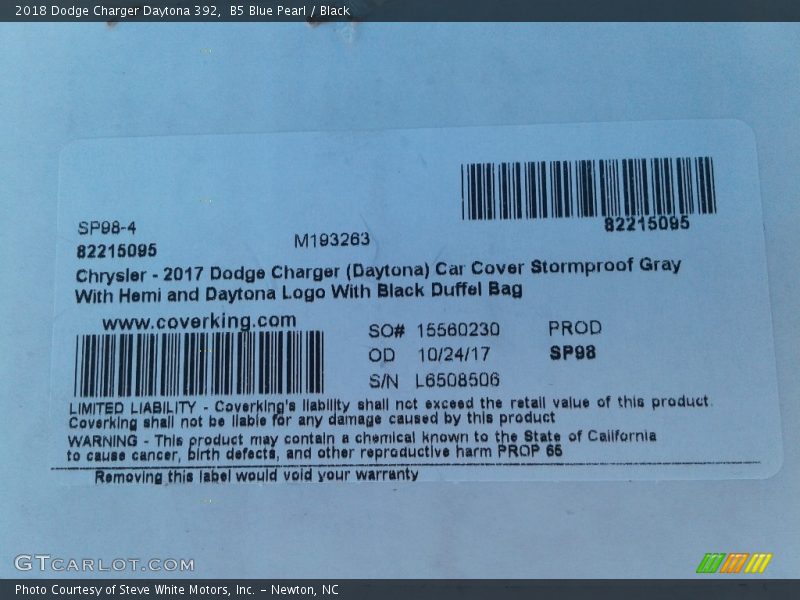 2018 Dodge Charger Daytona 392,  B5 Blue Pearl / Black
82215095
SP98-4
82215095
M193263
Chrysler - 2017 Dodge Charger (Daytona) Car Cover Stormproof Gray
With Hemi and Daytona Logo With Black Duffel Bag
www.coverking.com
SO# 15560230 PROD
OD 10/24/17 SP98
S/N L6508506
LIMITED LIABILITY - Coverking's liability shall not exceed the retail value of this product.
Coverking shall not be liable for any damage caused by this product
WARNING - This product may contain a chemical known to the State of California
to cause cancer, birth defects, and other reproductive harm PROP 65
Removing this label would void your warranty
GTCARLOT.COM
Photo Courtesy of Steve White Motors, Inc. – Newton, NC